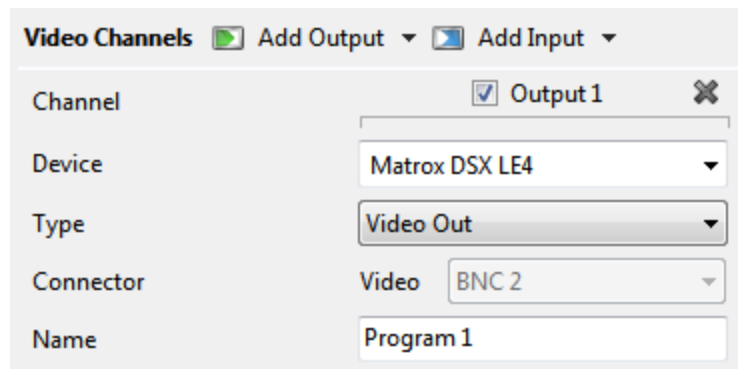 Video Channels Add Output Add Input
Channel Output 1
Device Matrox DSX LE4
Type Video Out
Connector Video BNC 2
Name Program 1